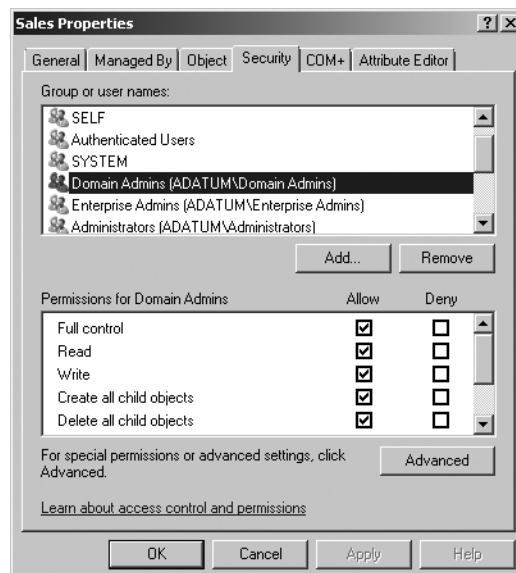 Sales Properties
General Managed By Object Security COM+ Attribute Editor
Group or user names:
SELF
Authenticated Users
SYSTEM
Domain Admins (ADATUM\Domain Admins)
Enterprise Admins (ADATUM\Enterprise Admins)
Administrators (ADATUM\Administrators)
Add... Remove
Permissions for Domain Admins Allow Deny
Full control
Read
Write
Create all child objects
Delete all child objects
For special permissions or advanced settings, click
Advanced.
Advanced
Learn about access control and permissions
OK Cancel Apply Help